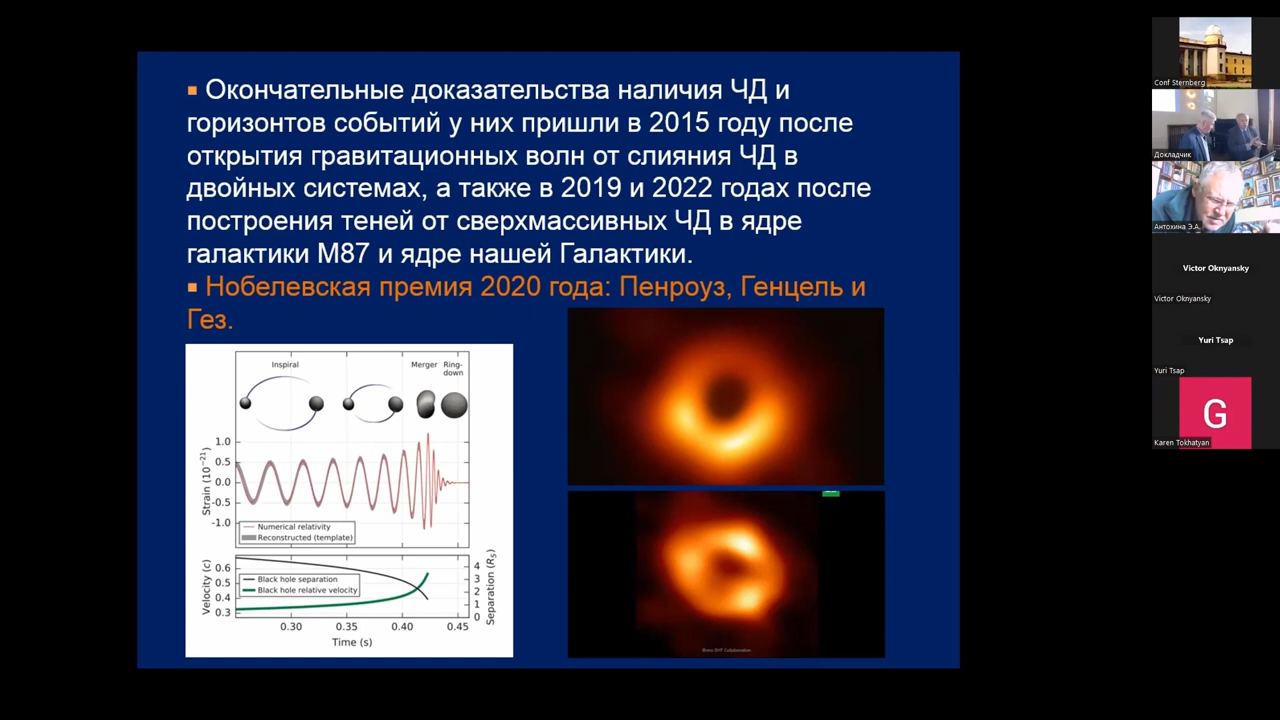 ▪ Окончательные доказательства наличия ЧД и
горизонтов событий у них пришли в 2015 году после
открытия гравитационных волн от слияния ЧД в
двойных системах, а также в 2019 и 2022 годах после
построения теней от сверхмассивных ЧД в ядре
галактики М87 и ядре нашей Галактики.
▪ Нобелевская премия 2020 года: Пенроуз, Генцель и
Гез.
Inspiral
Merger
Ring-
down
Strain (10⁻²¹)
1.0
0.5
0.0
-0.5
-1.0
Numerical relativity
Reconstructed (template)
Velocity (c)
0.6
0.5
0.4
0.3
Black hole separation
Black hole relative velocity
4
3
2
1
0
Separation (R_S)
0.30 0.35 0.40 0.45
Time (s)
Conf Sternberg
Докладчик
Антохина Э.А.
Victor Oknyansky
Victor Oknyansky
Yuri Tsap
Yuri Tsap
G
Karen Tokhatyan